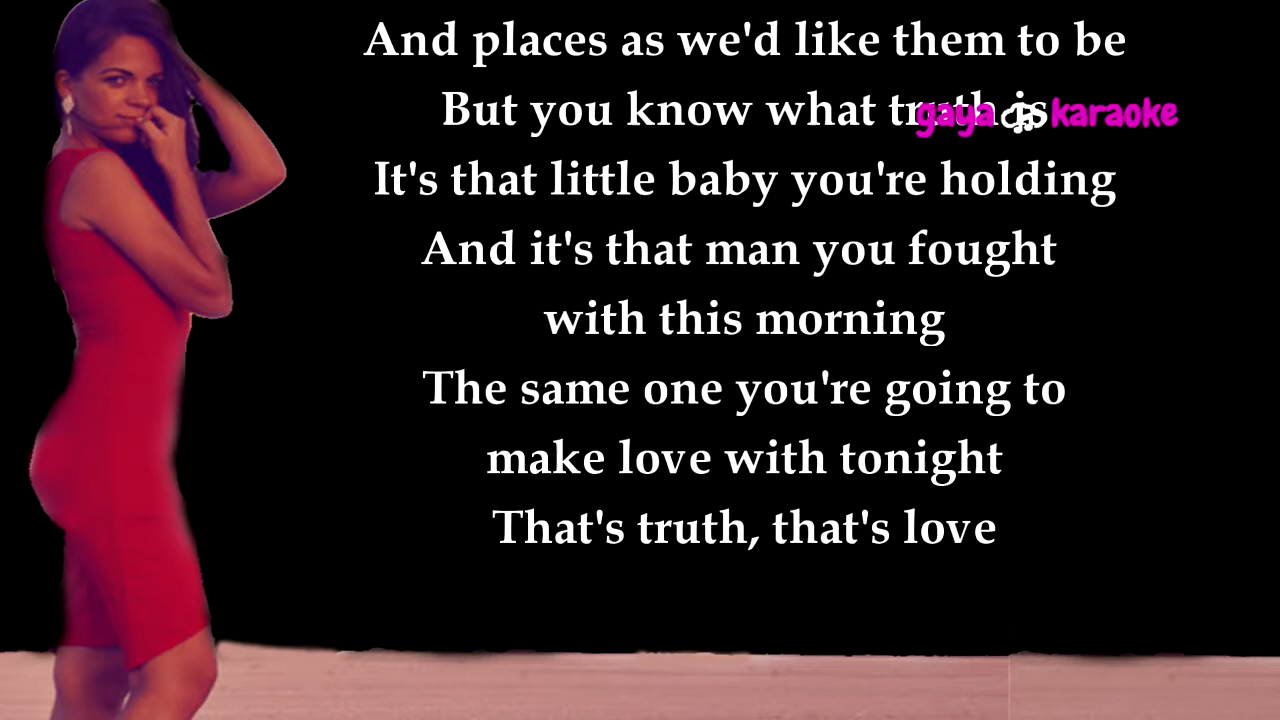 And places as we'd like them to be
But you know what truth is
gaya karaoke
It's that little baby you're holding
And it's that man you fought
with this morning
The same one you're going to
make love with tonight
That's truth, that's love